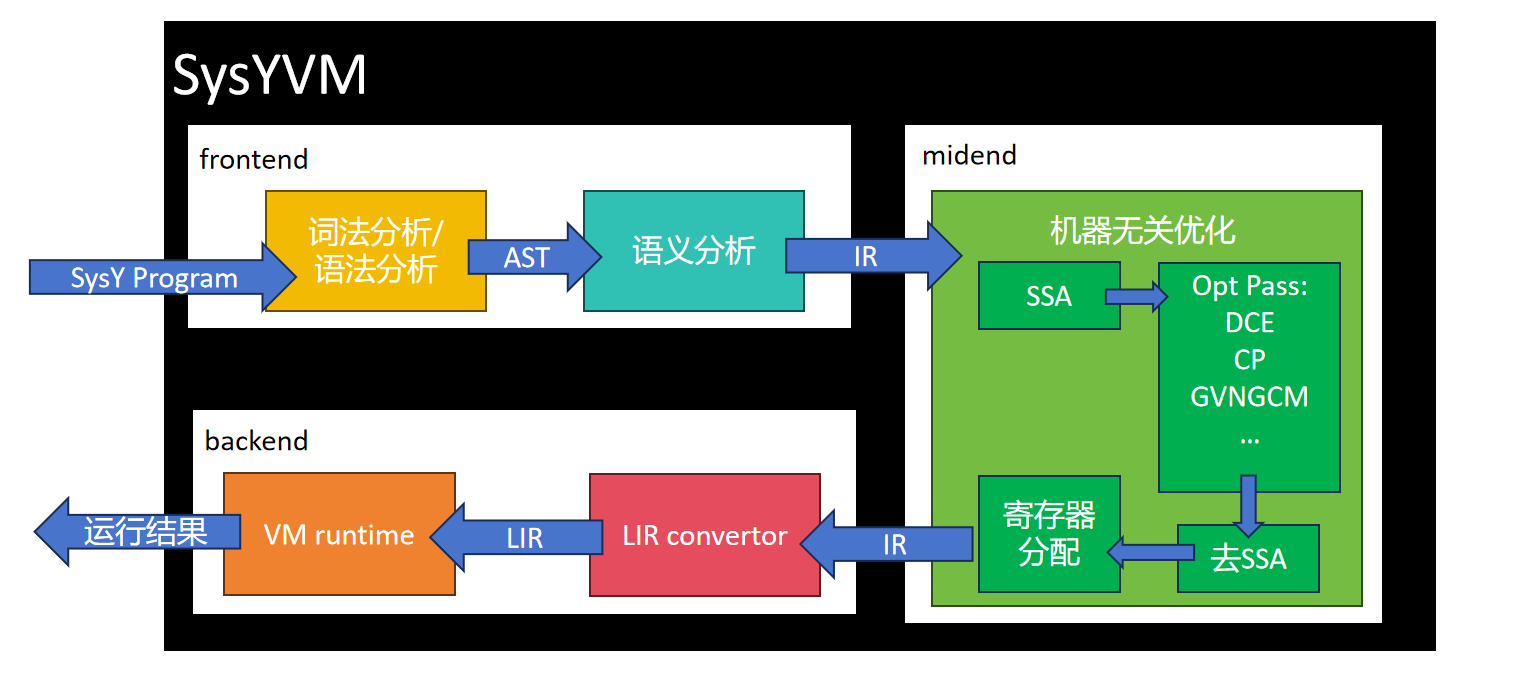 SysYVM
frontend
SysY Program
词法分析/
语法分析
AST
语义分析
IR
midend
机器无关优化
SSA
Opt Pass:
DCE
CP
GVNGCM
...
去SSA
寄存器
分配
IR
backend
LIR convertor
LIR
VM runtime
运行结果